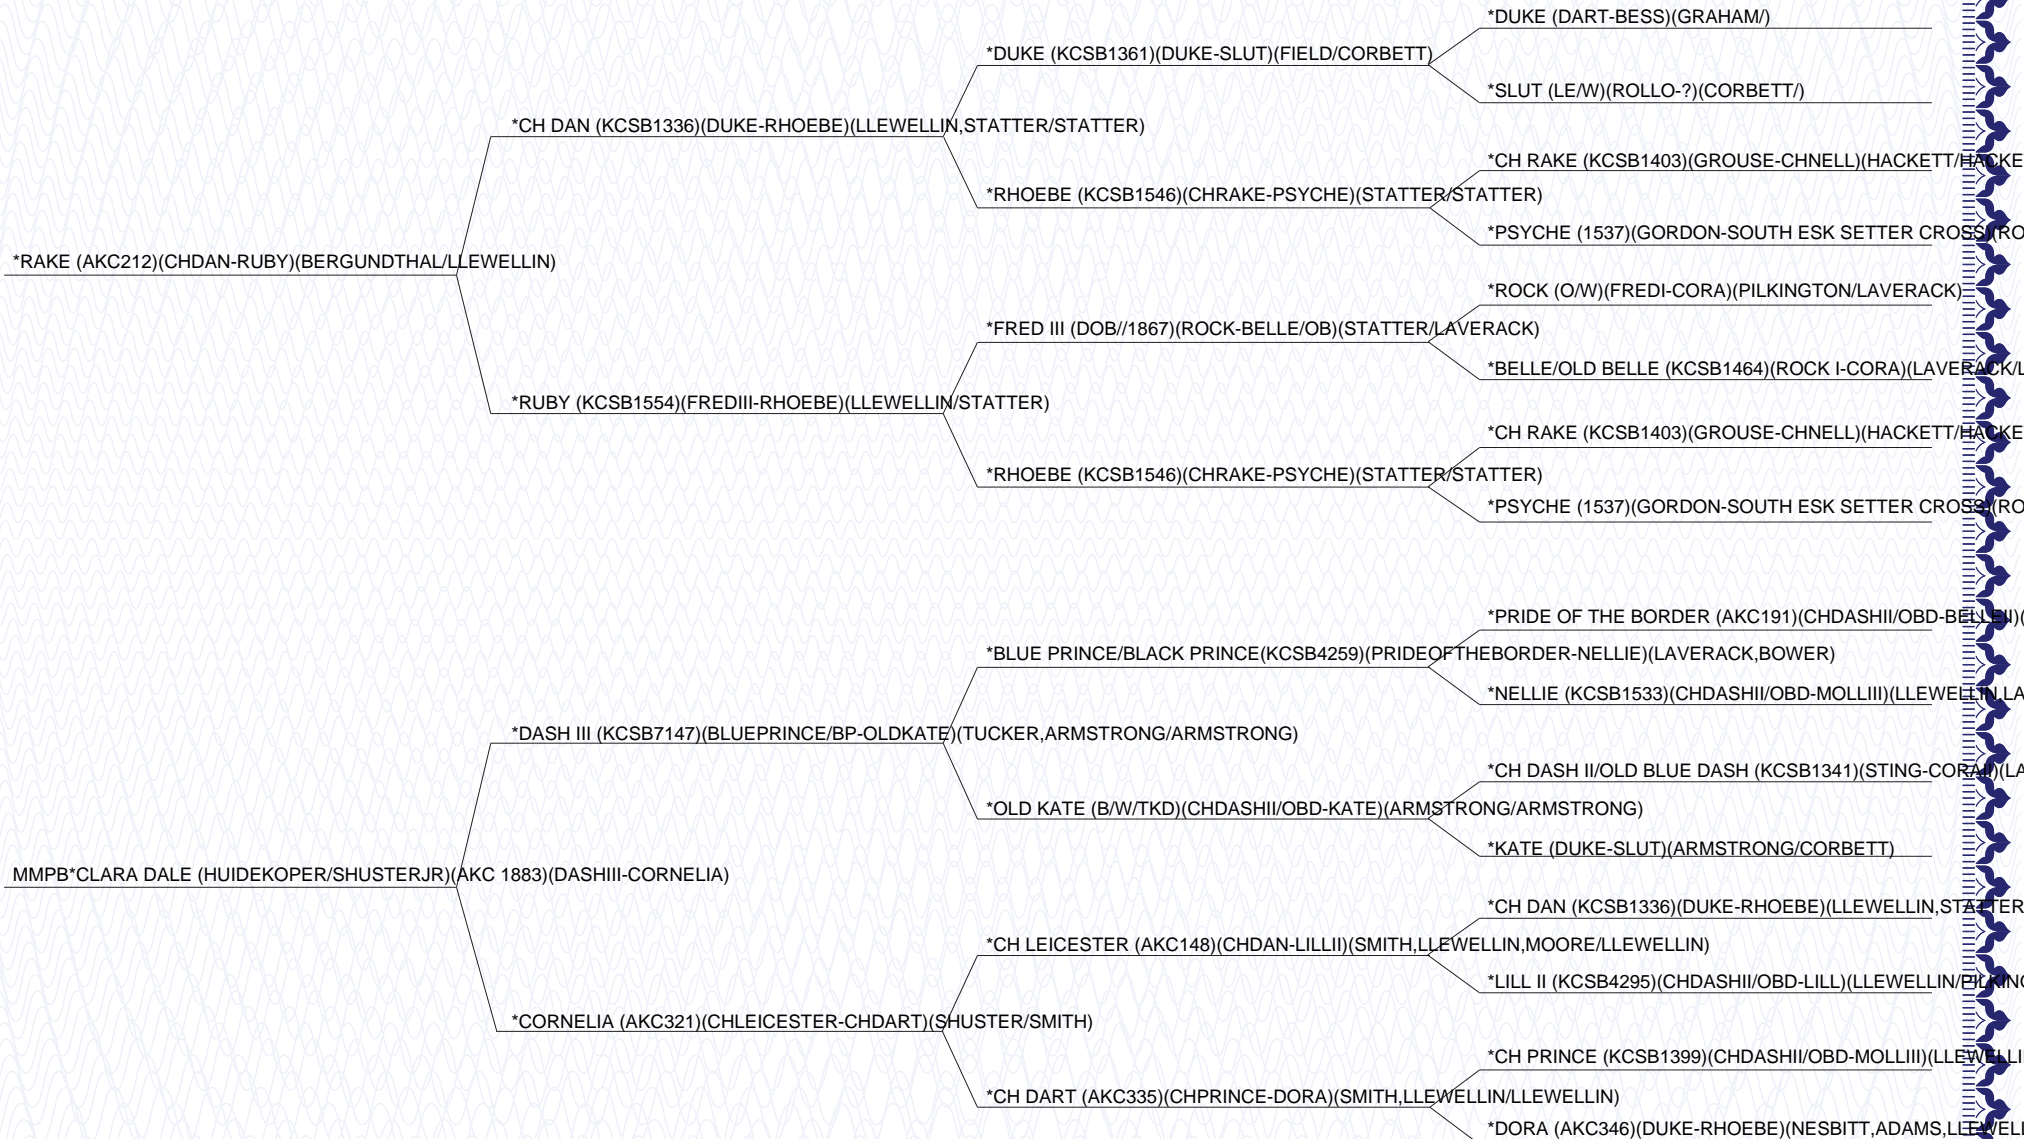 *DUKE (DART-BESS)(GRAHAM/)
*DUKE (KCSB1361)(DUKE-SLUT)(FIELD/CORBETT)
*SLUT (LE/W)(ROLLO-?)(CORBETT/)
*CH DAN (KCSB1336)(DUKE-RHOEBE)(LLEWELLIN,STATTER/STATTER)
*CH RAKE (KCSB1403)(GROUSE-CHNELL)(HACKETT/HACKE
*RHOEBE (KCSB1546)(CHRAKE-PSYCHE)(STATTER/STATTER)
*PSYCHE (1537)(GORDON-SOUTH ESK SETTER CROSS)(RO
*RAKE (AKC212)(CHDAN-RUBY)(BERGUNDTHAL/LLEWELLIN)
*ROCK (O/W)(FREDI-CORA)(PILKINGTON/LAVERACK)
*FRED III (DOB//1867)(ROCK-BELLE/OB)(STATTER/LAVERACK)
*BELLE/OLD BELLE (KCSB1464)(ROCK I-CORA)(LAVERACK/L
*RUBY (KCSB1554)(FREDIII-RHOEBE)(LLEWELLIN/STATTER)
*CH RAKE (KCSB1403)(GROUSE-CHNELL)(HACKETT/HACKE
*RHOEBE (KCSB1546)(CHRAKE-PSYCHE)(STATTER/STATTER)
*PSYCHE (1537)(GORDON-SOUTH ESK SETTER CROSS)(RO
*PRIDE OF THE BORDER (AKC191)(CHDASHII/OBD-BELLEII)(
*BLUE PRINCE/BLACK PRINCE(KCSB4259)(PRIDEOFTHEBORDER-NELLIE)(LAVERACK,BOWER)
*NELLIE (KCSB1533)(CHDASHII/OBD-MOLLIII)(LLEWELLIN,LA
*DASH III (KCSB7147)(BLUEPRINCE/BP-OLDKATE)(TUCKER,ARMSTRONG/ARMSTRONG)
*CH DASH II/OLD BLUE DASH (KCSB1341)(STING-CORAII)(LA
*OLD KATE (B/W/TKD)(CHDASHII/OBD-KATE)(ARMSTRONG/ARMSTRONG)
*KATE (DUKE-SLUT)(ARMSTRONG/CORBETT)
MMPB*CLARA DALE (HUIDEKOPER/SHUSTERJR)(AKC 1883)(DASHIII-CORNELIA)
*CH DAN (KCSB1336)(DUKE-RHOEBE)(LLEWELLIN,STATTER
*CH LEICESTER (AKC148)(CHDAN-LILLII)(SMITH,LLEWELLIN,MOORE/LLEWELLIN)
*LILL II (KCSB4295)(CHDASHII/OBD-LILL)(LLEWELLIN/PILKING
*CORNELIA (AKC321)(CHLEICESTER-CHDART)(SHUSTER/SMITH)
*CH PRINCE (KCSB1399)(CHDASHII/OBD-MOLLIII)(LLEWELLI
*CH DART (AKC335)(CHPRINCE-DORA)(SMITH,LLEWELLIN/LLEWELLIN)
*DORA (AKC346)(DUKE-RHOEBE)(NESBITT,ADAMS,LLEWELL